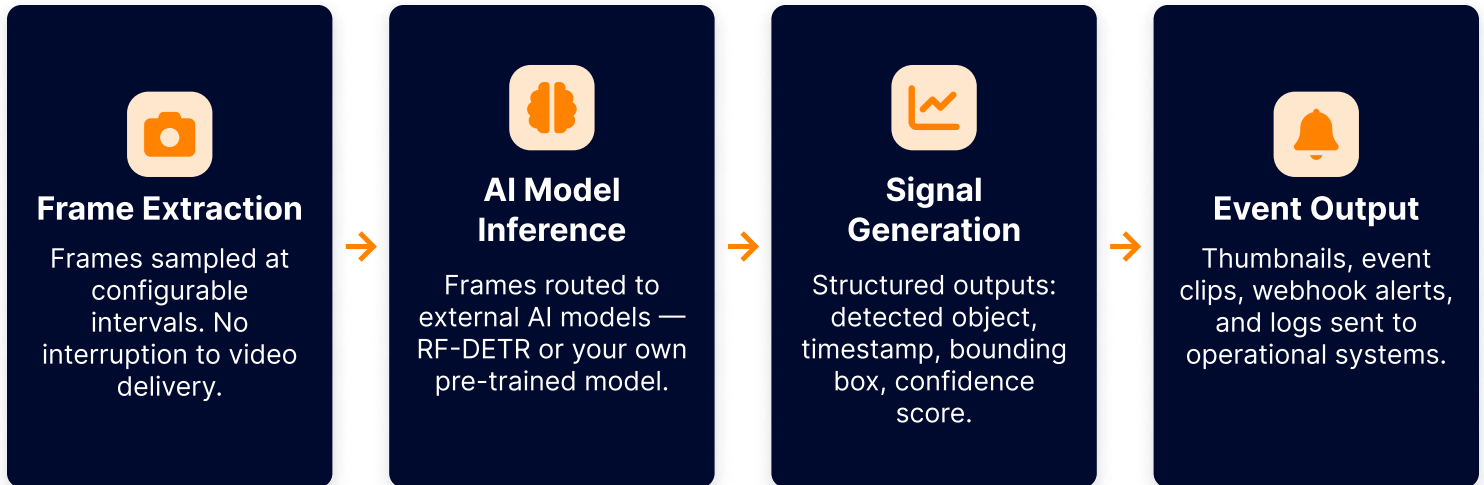 Frame Extraction
Frames sampled at
configurable
intervals. No
interruption to video
delivery.
AI Model
Inference
Frames routed to
external AI models —
RF-DETR or your own
pre-trained model.
Signal
Generation
Structured outputs:
detected object,
timestamp, bounding
box, confidence
score.
Event Output
Thumbnails, event
clips, webhook alerts,
and logs sent to
operational systems.